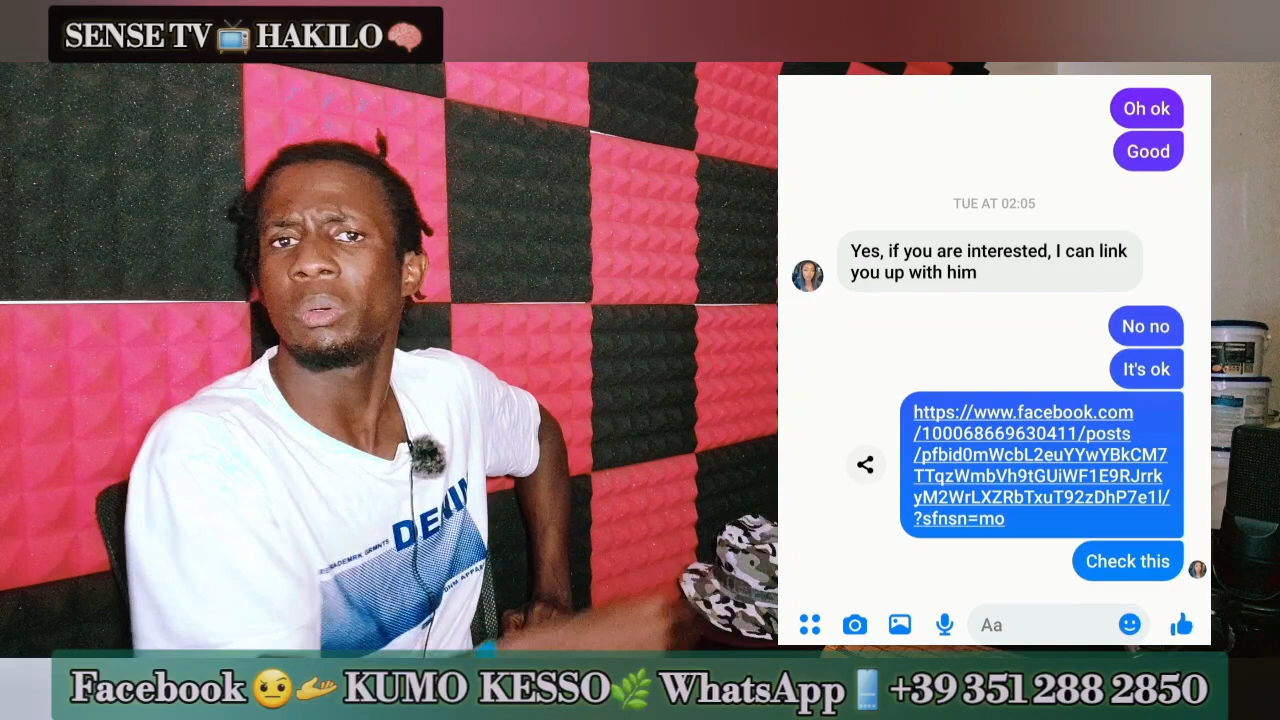 SENSE TV📺HAKILO🧠
Oh ok
Good
TUE AT 02:05
Yes, if you are interested, I can link
you up with him
No no
It's ok
https://www.facebook.com
/100068669630411/posts
/pfbid0mWcbL2euYYwYBkCM7
TTqzWmbVh9tGUiWF1E9RJrrk
yM2WrLXZRbTxuT92zDhP7e1l/
?sfnsn=mo
Check this
Aa
DENIM
Facebook🤨🫴 KUMO KESSO🌿 WhatsApp📱+39 351 288 2850